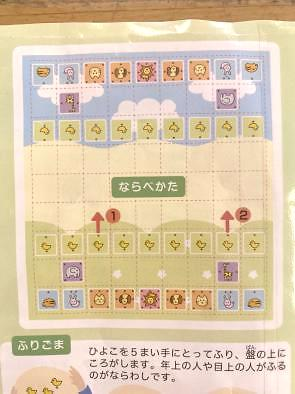 ならべかた
1
2
ふりごま
ひよこを5まい手にとってふり、盤の上に
ころがします。年上の人や目上の人がふる
のがならわしです。